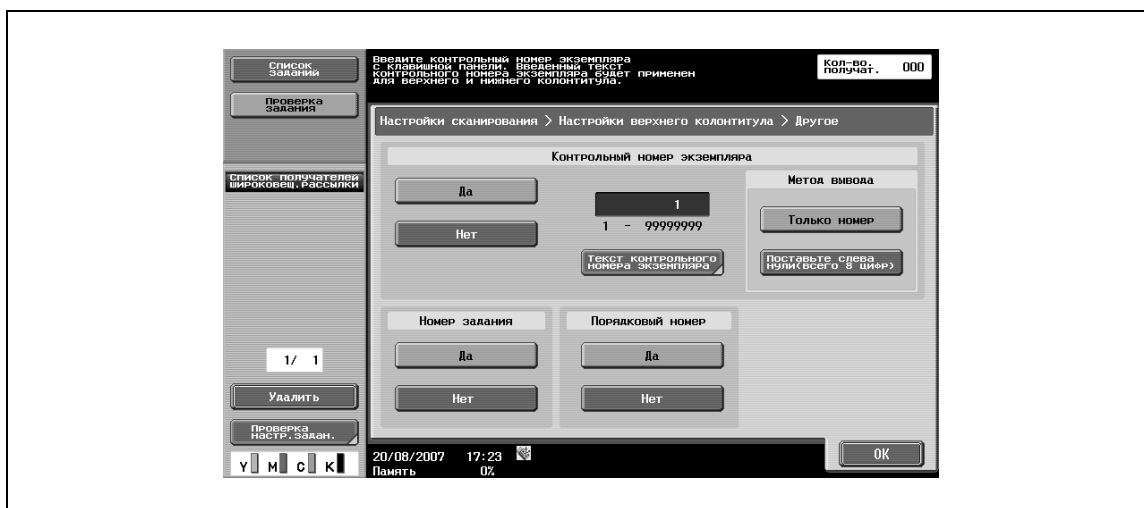 Список
заданий
Введите контрольный номер экземпляра
с клавишной панели. Введенный текст
контрольного номера экземпляра будет применен
для верхнего и нижнего колонтитула.
Кол-во.
получат. 000
Проверка
задания
Настройки сканирования > Настройки верхнего колонтитула > Другое
Контрольный номер экземпляра
Список получателей
широковещ.рассылки
Да
Нет
1
1 - 99999999
Текст контрольного
номера экземпляра
Метод вывода
Только номер
Поставьте слева
нули(всего 8 цифр)
Номер задания
Да
Нет
Порядковый номер
Да
Нет
1/ 1
Удалить
Проверка
настр.задан.
Y M C K
20/08/2007 17:23
Память 0%
OK